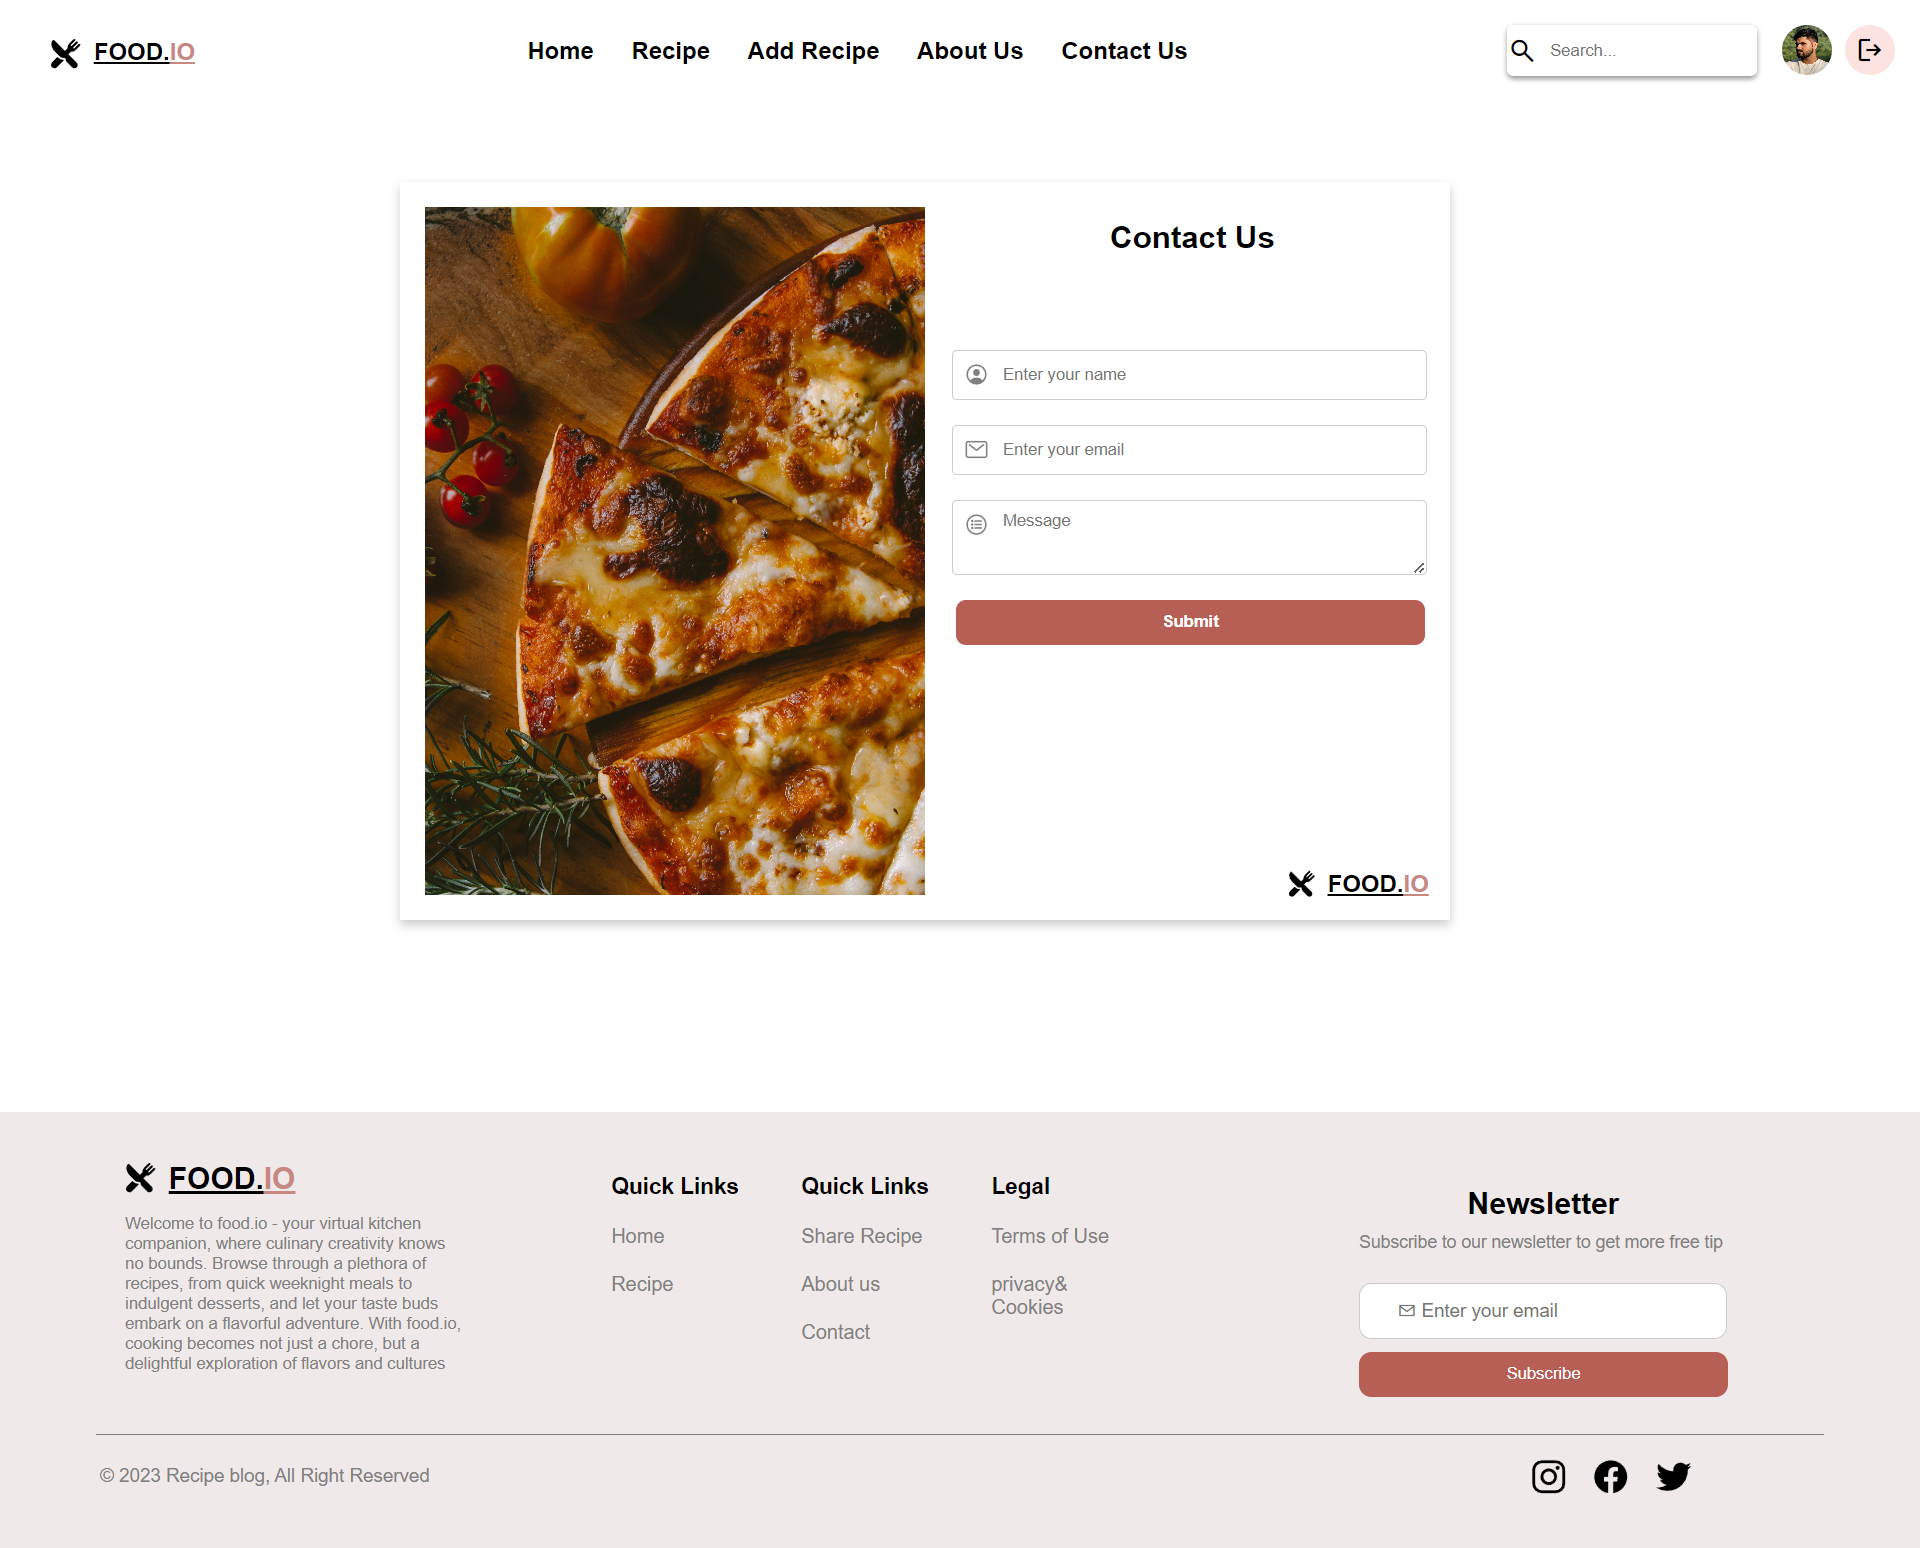 FOOD.IO
Home Recipe Add Recipe About Us Contact Us
Search...
Contact Us
Enter your name
Enter your email
Message
Submit
FOOD.IO
FOOD.IO
Welcome to food.io - your virtual kitchen
companion, where culinary creativity knows
no bounds. Browse through a plethora of
recipes, from quick weeknight meals to
indulgent desserts, and let your taste buds
embark on a flavorful adventure. With food.io,
cooking becomes not just a chore, but a
delightful exploration of flavors and cultures
Quick Links
Home
Recipe
Quick Links
Share Recipe
About us
Contact
Legal
Terms of Use
privacy&
Cookies
Newsletter
Subscribe to our newsletter to get more free tip
Enter your email
Subscribe
© 2023 Recipe blog, All Right Reserved